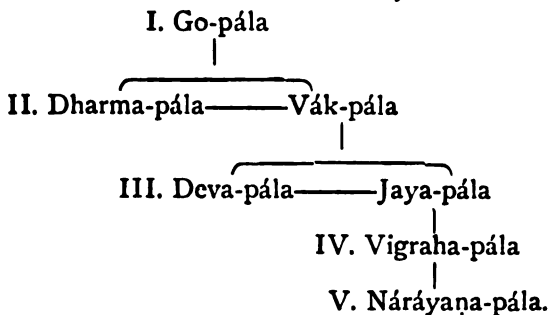 I. Go-pála
II. Dharma-pála Vák-pála
III. Deva-pála Jaya-pála
IV. Vigraha-pála
V. Náráyaṇa-pála.